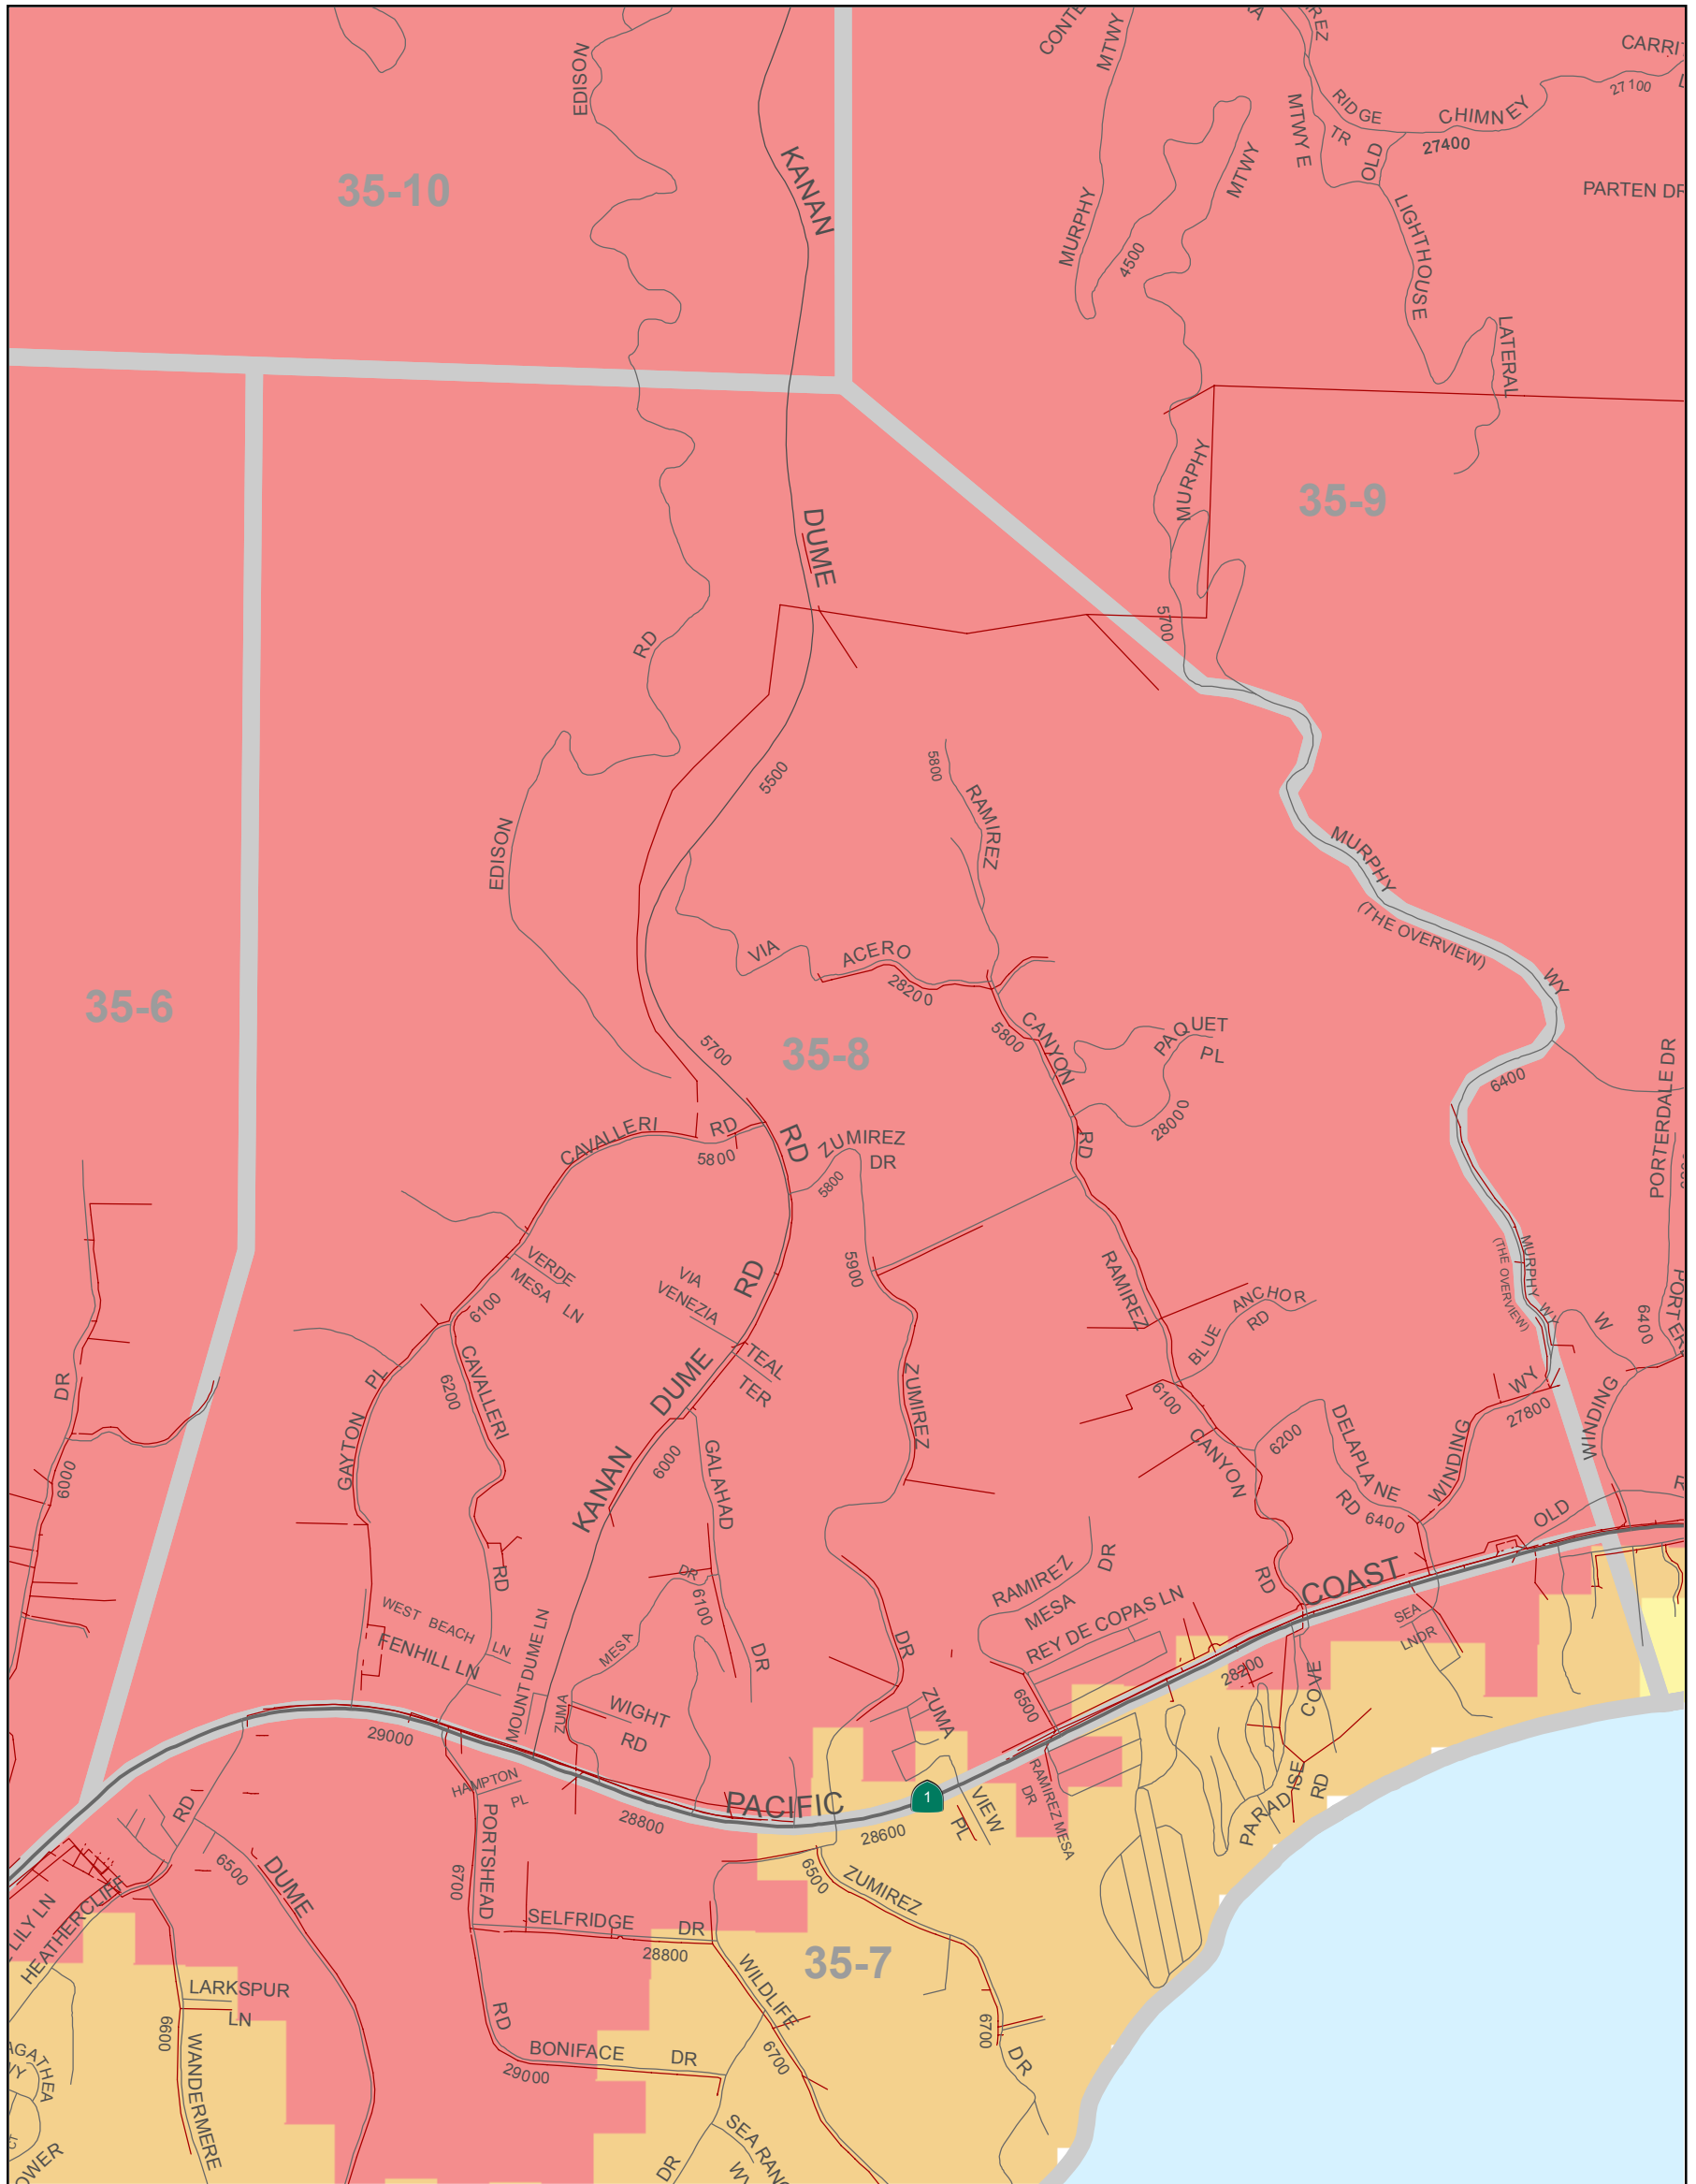 EDISON
KANAN
35-10
MTWY
RIDGE
CHIMNEY
27100
27400
MTWY E
TR
OLD
MTWY
PARTEN DR
MURPHY
4500
LIGHTHOUSE
LATERAL
MURPHY
35-9
DUME
5700
RD
5500
5800
RAMIREZ
EDISON
MURPHY
(THE OVERVIEW)
WY
VIA
ACERO
28200
35-6
5800
CANYON
PAQUET
PL
28000
5700
35-8
6400
PORTERDALE DR
CAVALLERI
RD
5800
RD
ZUMIREZ
DR
5800
RD
VERDE
MESA LN
6100
VIA
VENEZIA
RD
5900
RAMIREZ
ANCHOR
RD
BLUE
MURPHY WY
(THE OVERVIEW)
W
6400
DR
PL
CAVALLERI
6200
TEAL
TER
DUME
ZUMIREZ
6100
WY
27800
WINDING
WINDING
GAYTON
6000
KANAN
6000
GALAHAD
CANYON
6200
DELAPLANE
RD
6400
OLD
RD
DR
6100
RAMIREZ
DR
MESA
REY DE COPAS LN
RD
COAST
WEST BEACH LN
FENHILL LN
MOUNT DUME LN
MESA
ZUMA
WIGHT
RD
DR
DR
ZUMA
6500
28200
COVE
SEA
LNDR
29000
HAMPTON
PL
28800
PACIFIC
28600
1
VIEW
PL
RAMIREZ MESA
DR
PARADISE
RD
RD
6500
DUME
PORTSHEAD
6700
6500
ZUMIREZ
LILY LN
HEATHERCLIFF
SELFRIDGE DR
28800
35-7
WILDLIFE
LARKSPUR
LN
6600
WANDERMERE
RD
BONIFACE DR
29000
6700
6700
DR
DR